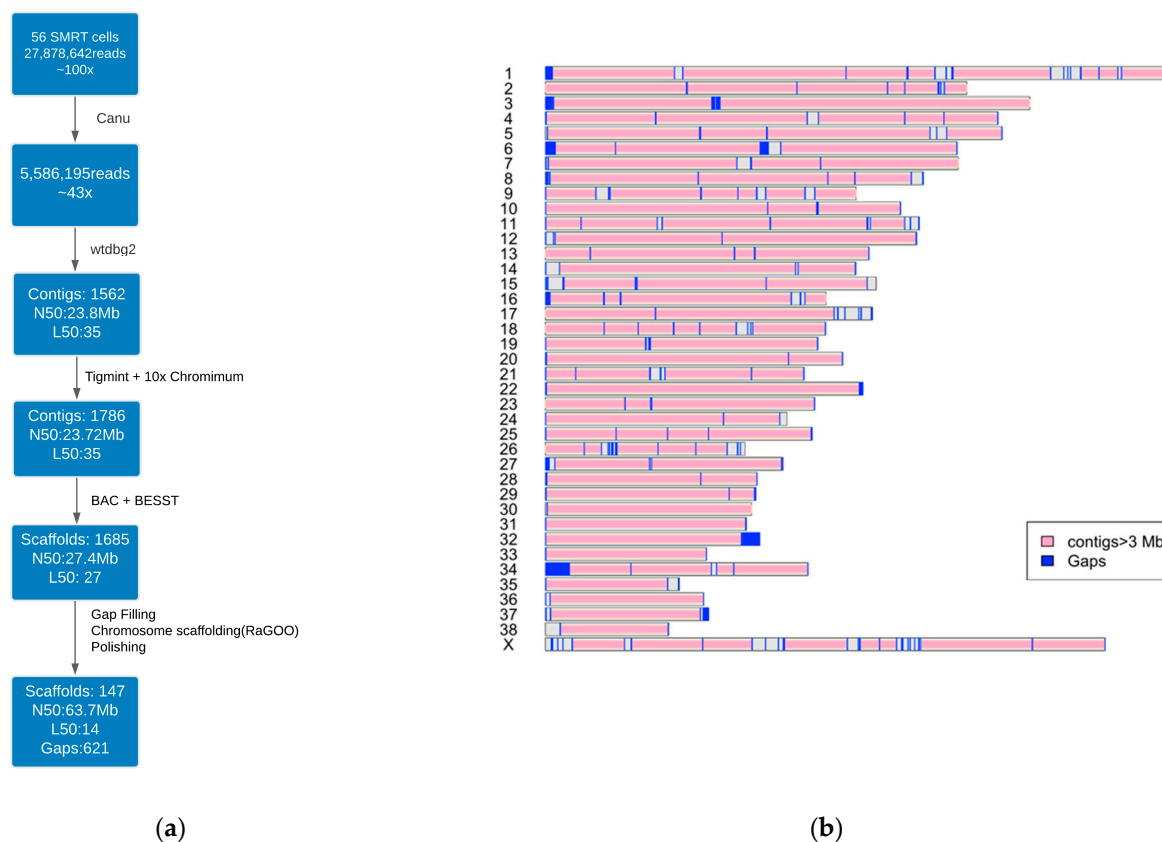 56 SMRT cells
27,878,642reads
~100x
Canu
5,586,195reads
~43x
wtdbg2
Contigs: 1562
N50:23.8Mb
L50:35
Tigmint + 10x Chromimum
Contigs: 1786
N50:23.72Mb
L50:35
BAC + BESST
Scaffolds: 1685
N50:27.4Mb
L50: 27
Gap Filling
Chromosome scaffolding(RaGOO)
Polishing
Scaffolds: 147
N50:63.7Mb
L50:14
Gaps:621
(a)
1
2
3
4
5
6
7
8
9
10
11
12
13
14
15
16
17
18
19
20
21
22
23
24
25
26
27
28
29
30
31
32
33
34
35
36
37
38
X
contigs>3 Mb
Gaps
(b)